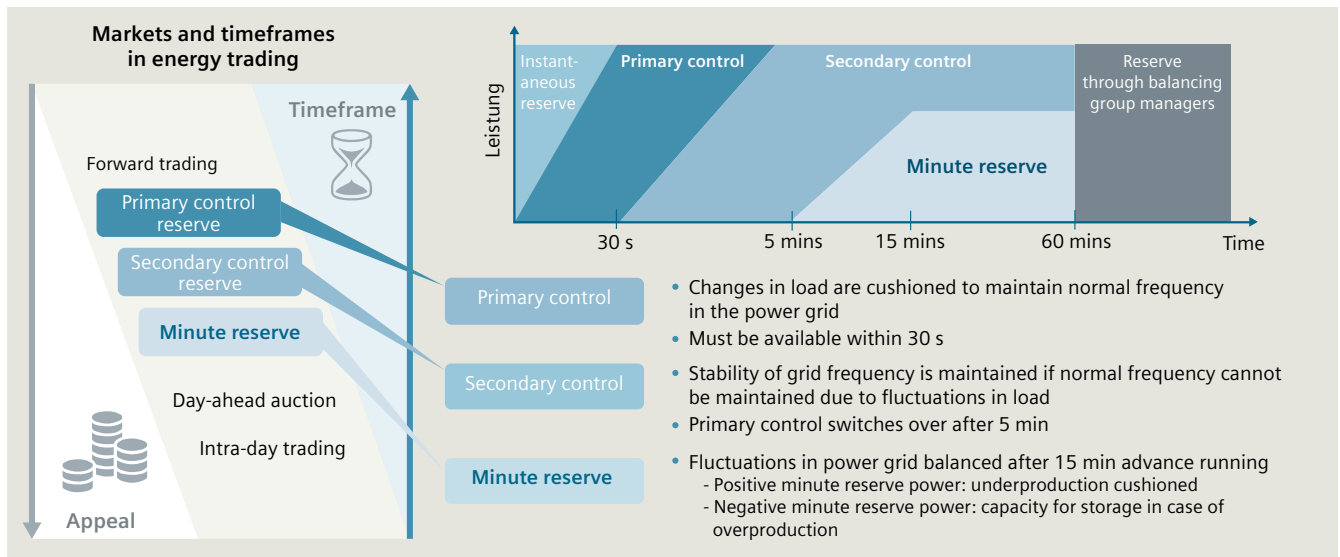 Markets and timeframes
in energy trading
Timeframe
Forward trading
Primary control
reserve
Secondary control
reserve
Minute reserve
Day-ahead auction
Intra-day trading
Appeal
Leistung
Instant-
aneous
reserve
Primary control
Secondary control
Minute reserve
Reserve
through balancing
group managers
30 s
5 mins
15 mins
60 mins
Time
Primary control
• Changes in load are cushioned to maintain normal frequency
in the power grid
• Must be available within 30 s
Secondary control
• Stability of grid frequency is maintained if normal frequency cannot
be maintained due to fluctuations in load
• Primary control switches over after 5 min
Minute reserve
• Fluctuations in power grid balanced after 15 min advance running
- Positive minute reserve power: underproduction cushioned
- Negative minute reserve power: capacity for storage in case of
overproduction